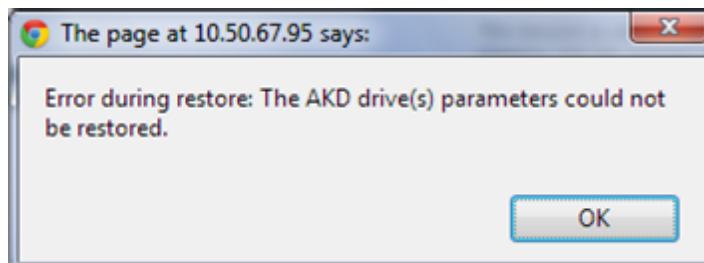 The page at 10.50.67.95 says:
Error during restore: The AKD drive(s) parameters could not
be restored.
OK